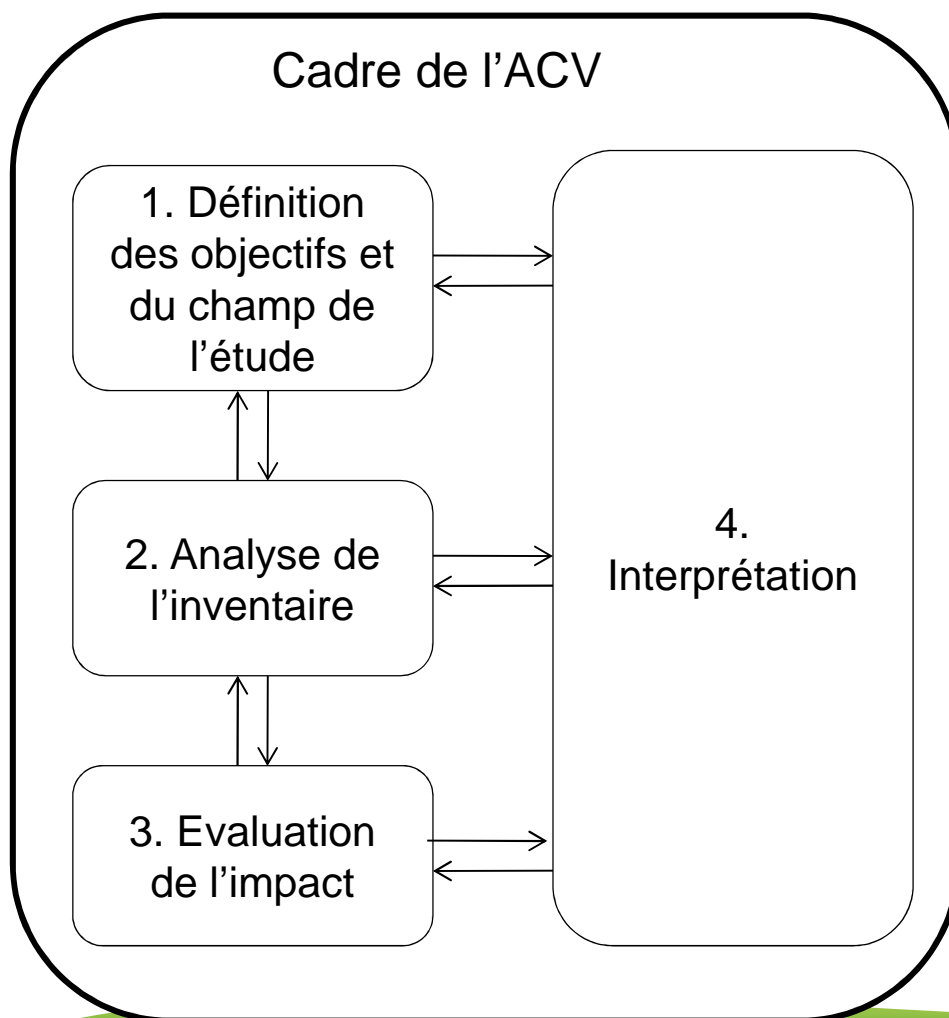 Cadre de l’ACV
1. Définition
des objectifs et
du champ de
l’étude
2. Analyse de
l’inventaire
3. Evaluation
de l’impact
4.
Interprétation